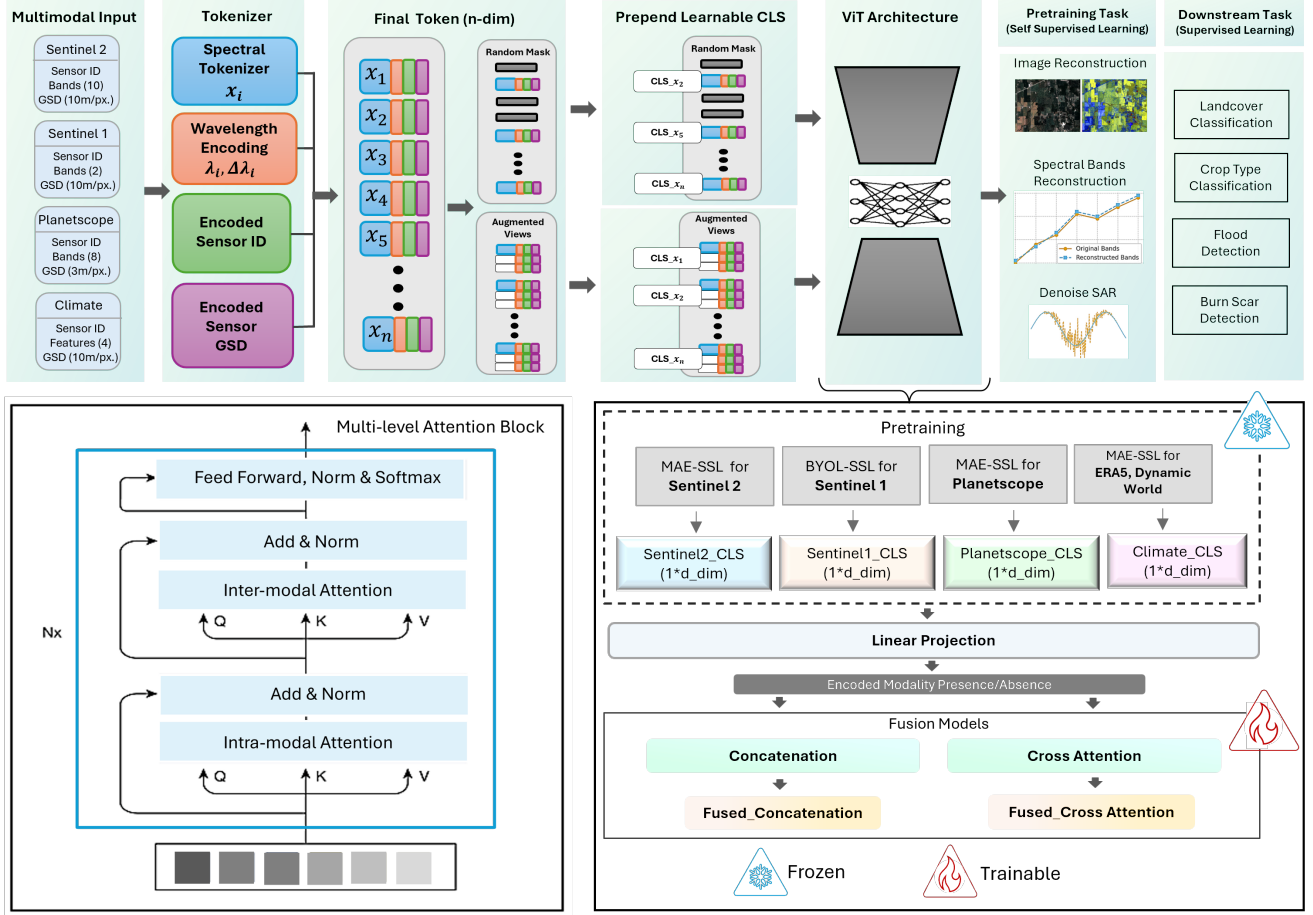 Multimodal Input
Sentinel 2
Sensor ID
Bands (10)
GSD (10m/px.)
Sentinel 1
Sensor ID
Bands (2)
GSD (10m/px.)
Planetscope
Sensor ID
Bands (8)
GSD (3m/px.)
Climate
Sensor ID
Features (4)
GSD (10m/px.)
Tokenizer
Spectral
Tokenizer
x_i
Wavelength
Encoding
λ_i, Δλ_i
Encoded
Sensor ID
Encoded
Sensor
GSD
Final Token (n-dim)
x_1
x_2
x_3
x_4
x_5
x_n
Random Mask
Augmented
Views
Prepend Learnable CLS
Random Mask
CLS_x_2
CLS_x_5
CLS_x_n
Augmented
Views
CLS_x_1
CLS_x_2
CLS_x_n
ViT Architecture
Pretraining Task
(Self Supervised Learning)
Image Reconstruction
Spectral Bands
Reconstruction
Original Bands
Reconstructed Bands
Denoise SAR
Downstream Task
(Supervised Learning)
Landcover
Classification
Crop Type
Classification
Flood
Detection
Burn Scar
Detection
Multi-level Attention Block
Feed Forward, Norm & Softmax
Add & Norm
Inter-modal Attention
Q K V
Nx
Add & Norm
Intra-modal Attention
Q K V
Pretraining
MAE-SSL for
Sentinel 2
BYOL-SSL for
Sentinel 1
MAE-SSL for
Planetscope
MAE-SSL for
ERA5, Dynamic
World
Sentinel2_CLS
(1*d_dim)
Sentinel1_CLS
(1*d_dim)
Planetscope_CLS
(1*d_dim)
Climate_CLS
(1*d_dim)
Linear Projection
Encoded Modality Presence/Absence
Fusion Models
Concatenation
Cross Attention
Fused_Concatenation
Fused_Cross Attention
Frozen
Trainable